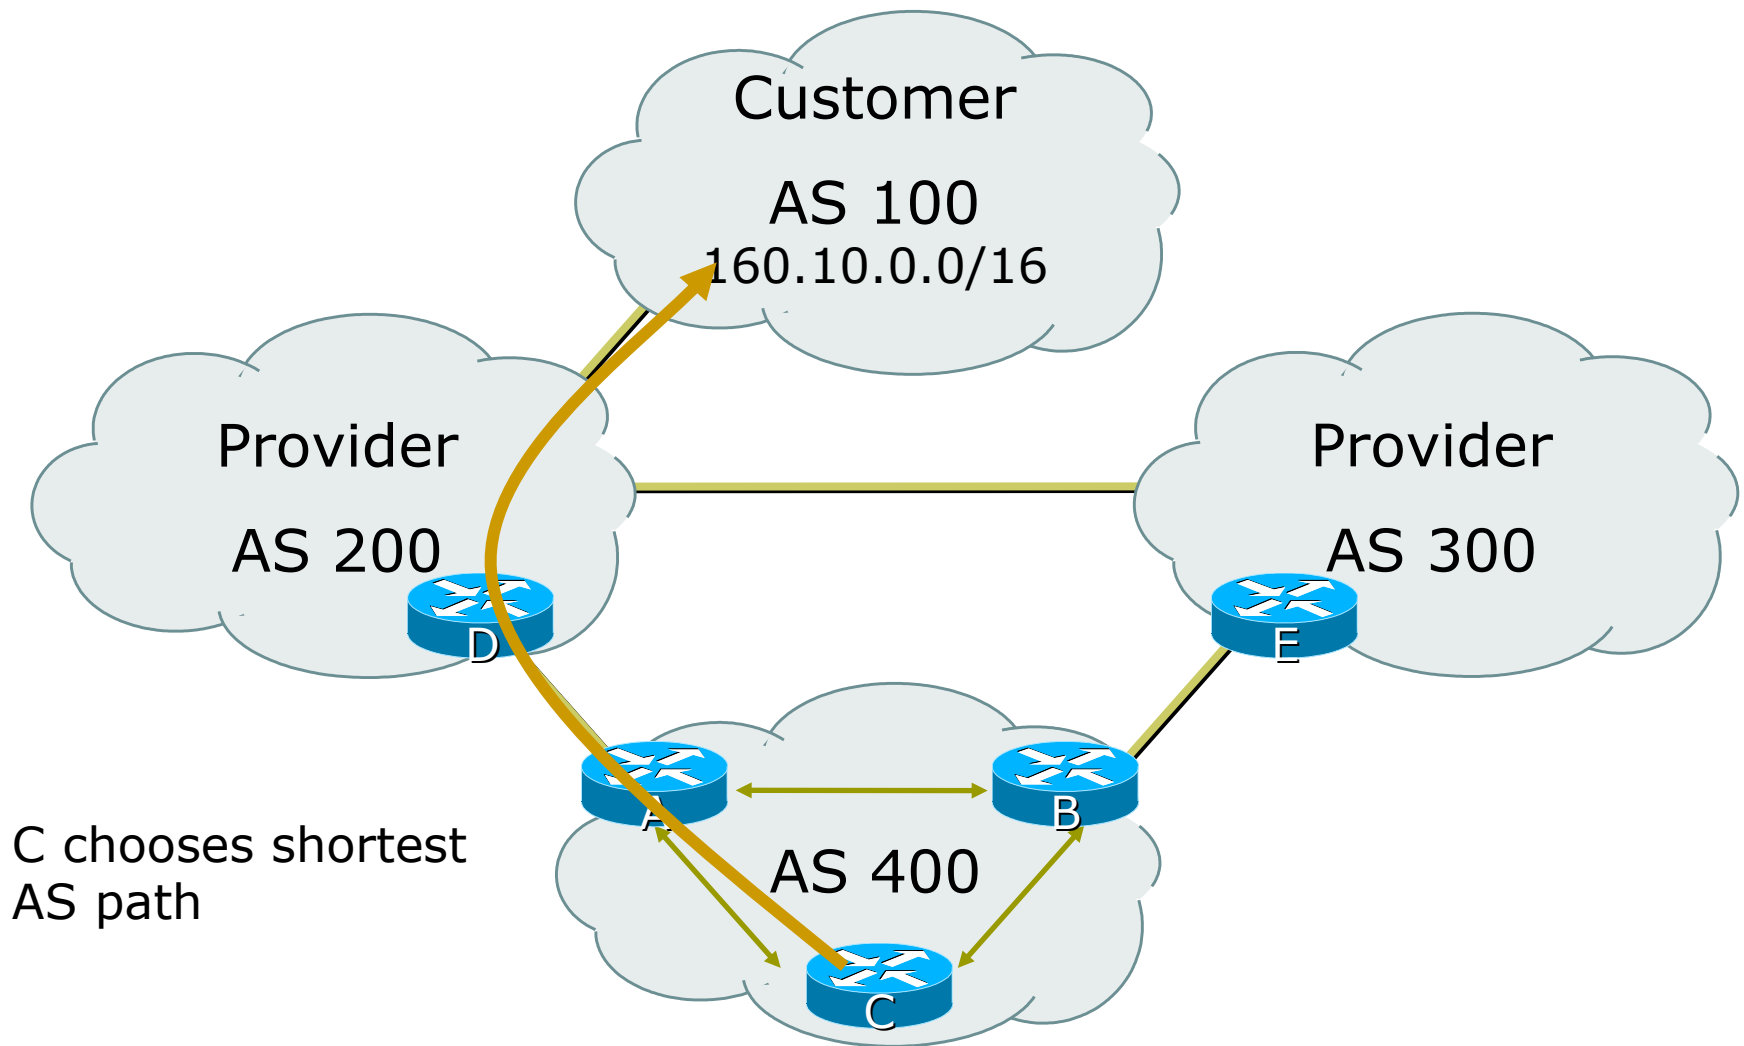 Customer
AS 100
160.10.0.0/16
Provider
AS 200
D
Provider
AS 300
E
A
B
C chooses shortest
AS path
AS 400
C